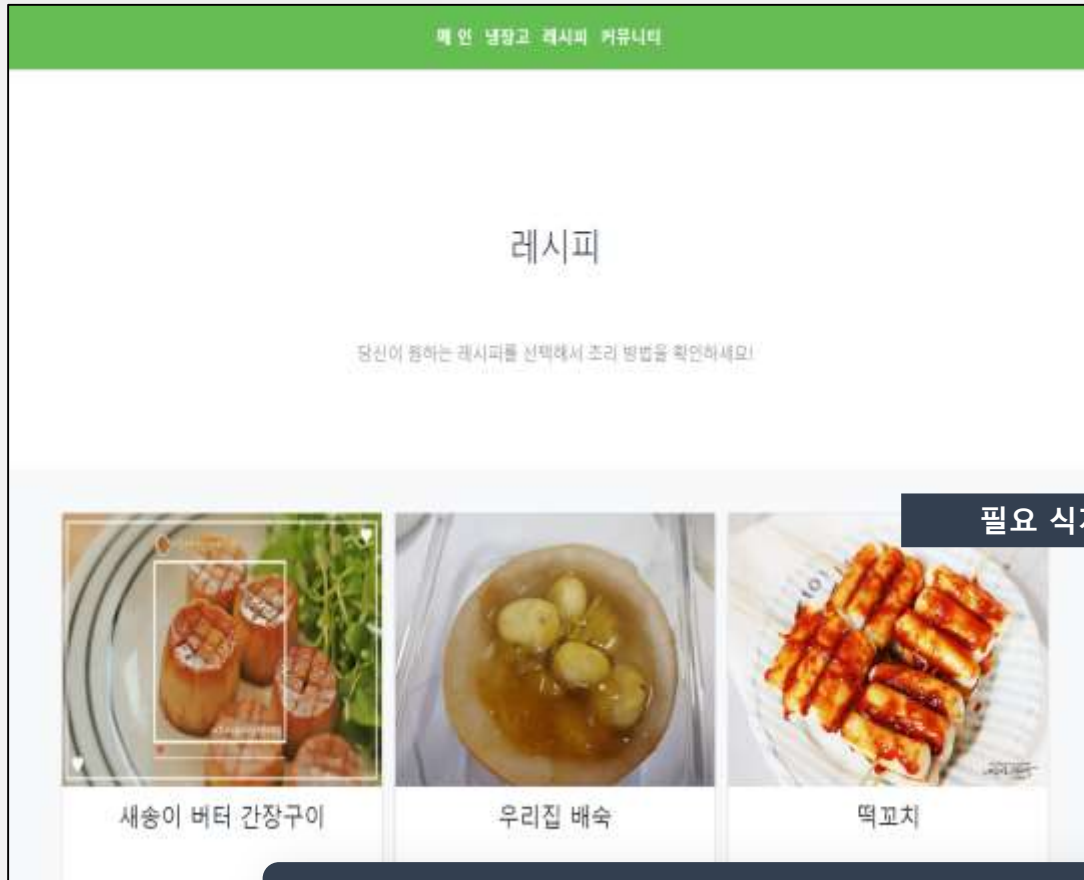 메인 냉장고 레시피 커뮤니티
레시피
당신이 원하는 레시피를 선택해서 조리 방법을 확인하세요!
필요 식
새송이 버터 간장구이
우리집 배숙
떡꼬치